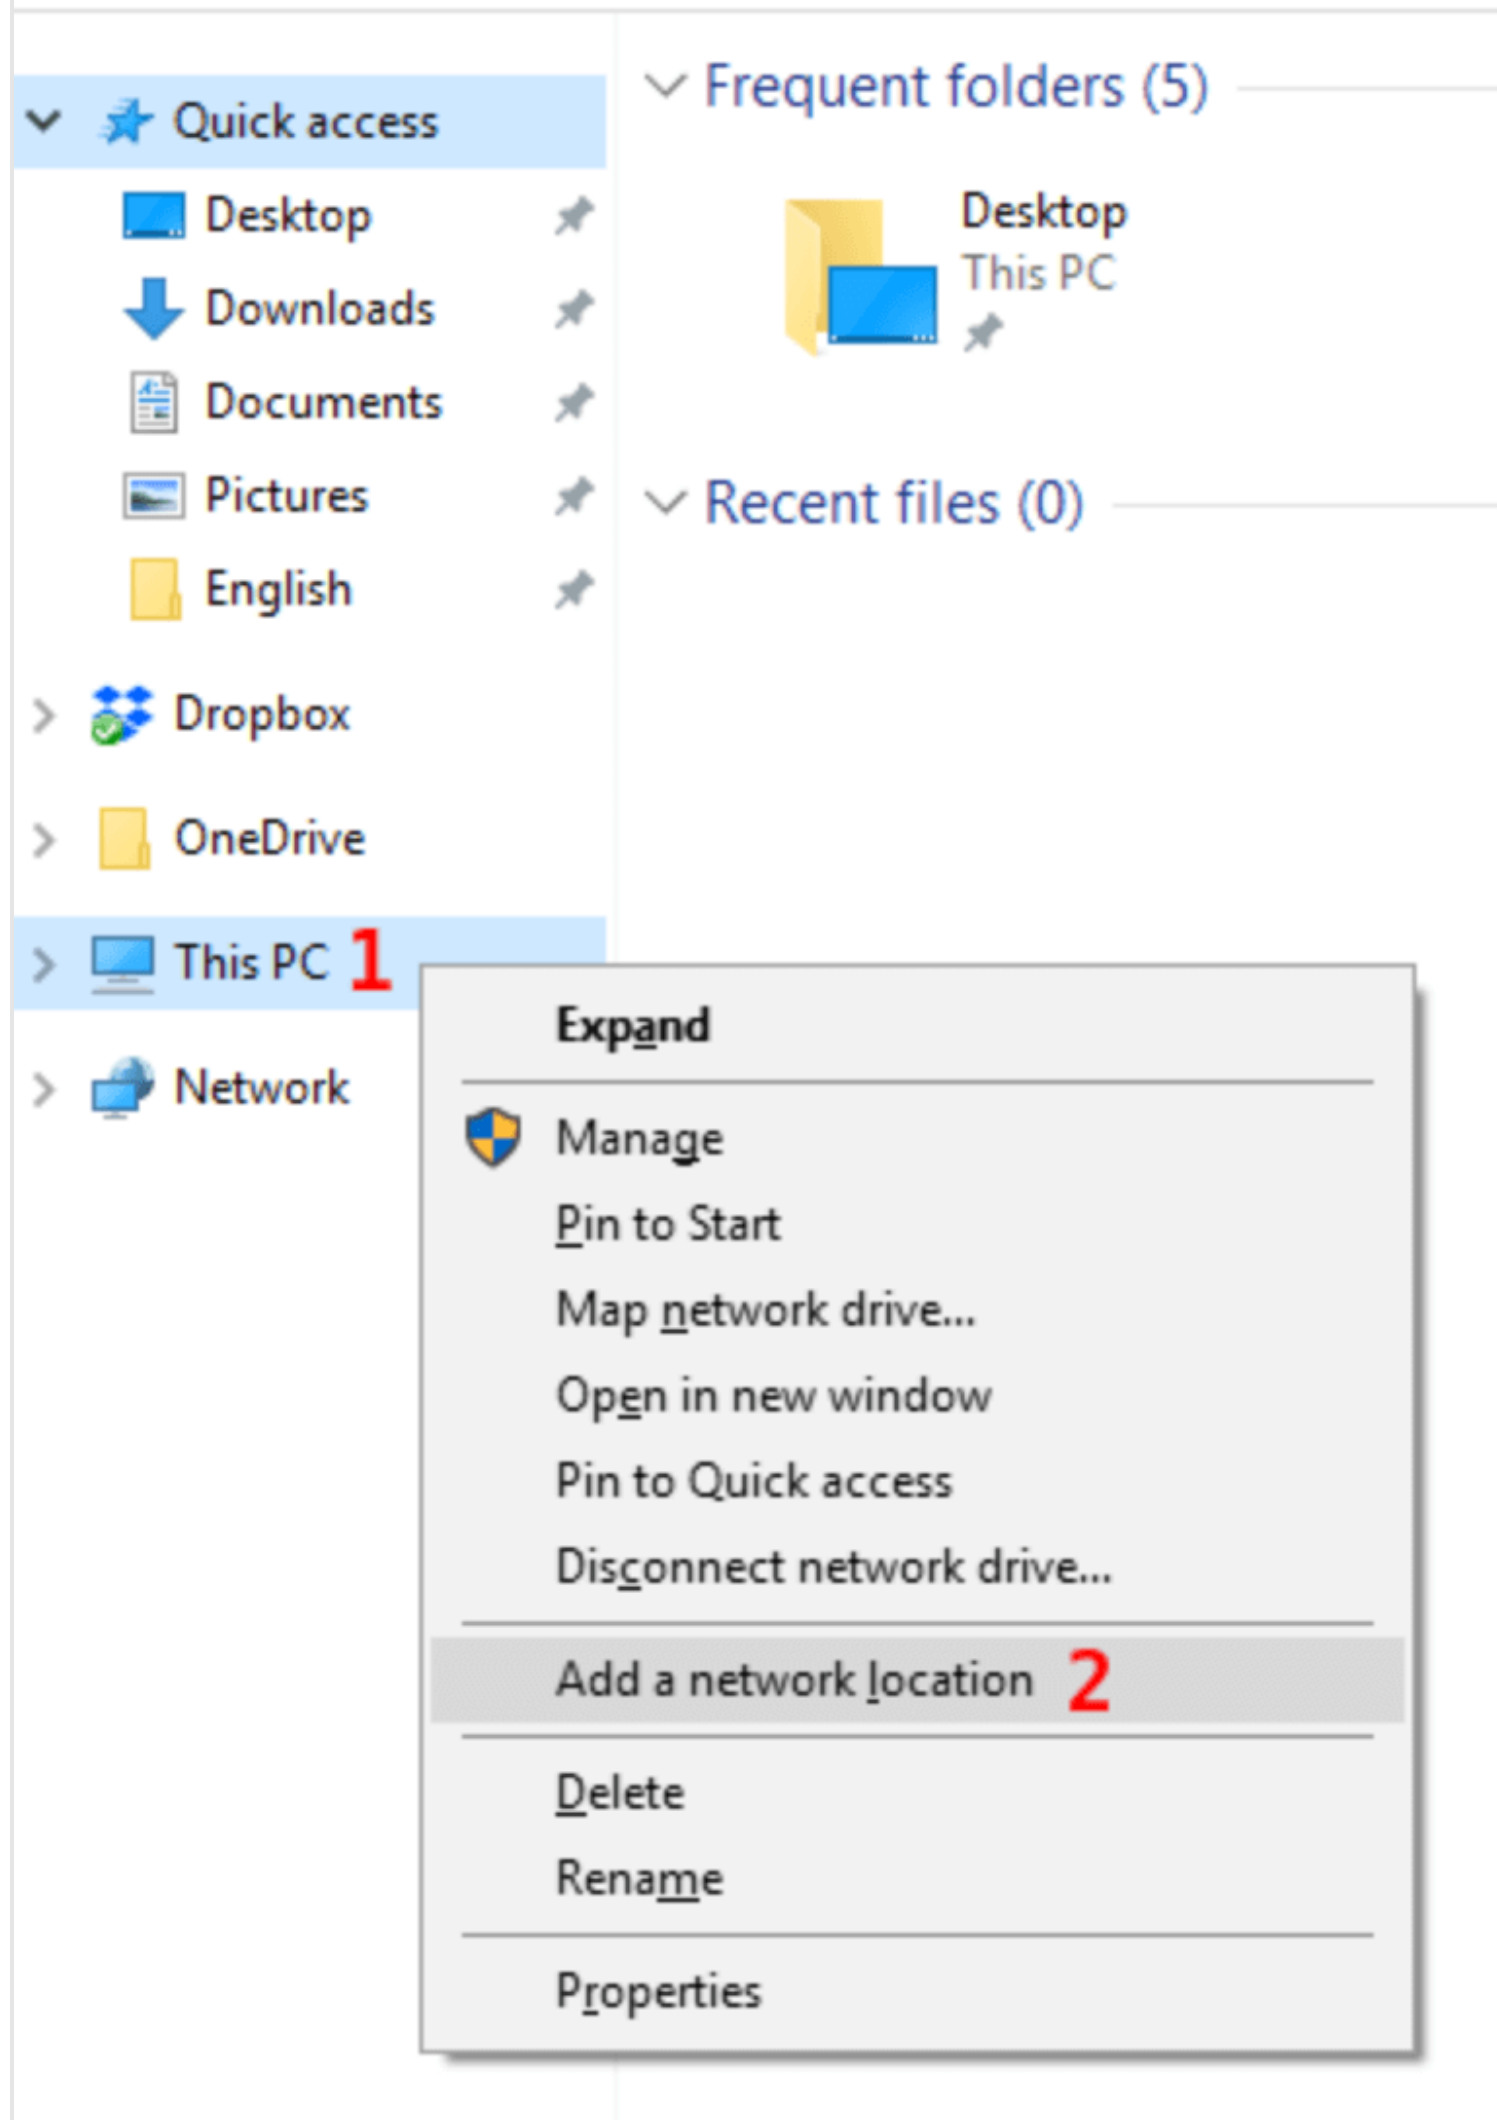 Quick access
Desktop
Downloads
Documents
Pictures
English
Dropbox
OneDrive
This PC 1
Network
Frequent folders (5)
Desktop
This PC
Recent files (0)
Expand
Manage
Pin to Start
Map network drive...
Open in new window
Pin to Quick access
Disconnect network drive...
Add a network location 2
Delete
Rename
Properties